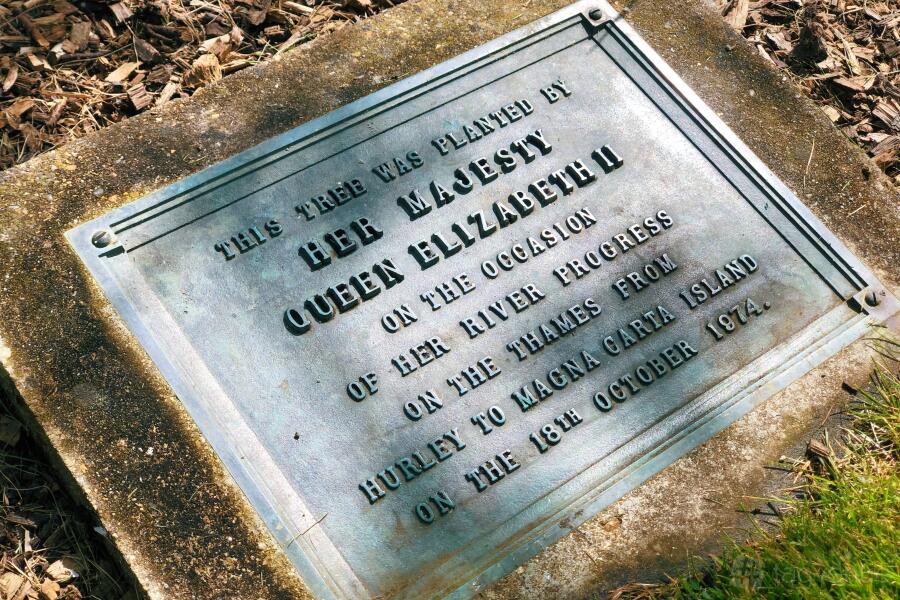 THIS TREE WAS PLANTED BY
HER MAJESTY
QUEEN ELIZABETH II
ON THE OCCASION
OF HER RIVER PROGRESS
ON THE THAMES FROM
HURLEY TO MAGNA CARTA ISLAND
ON THE 18TH OCTOBER 1974.